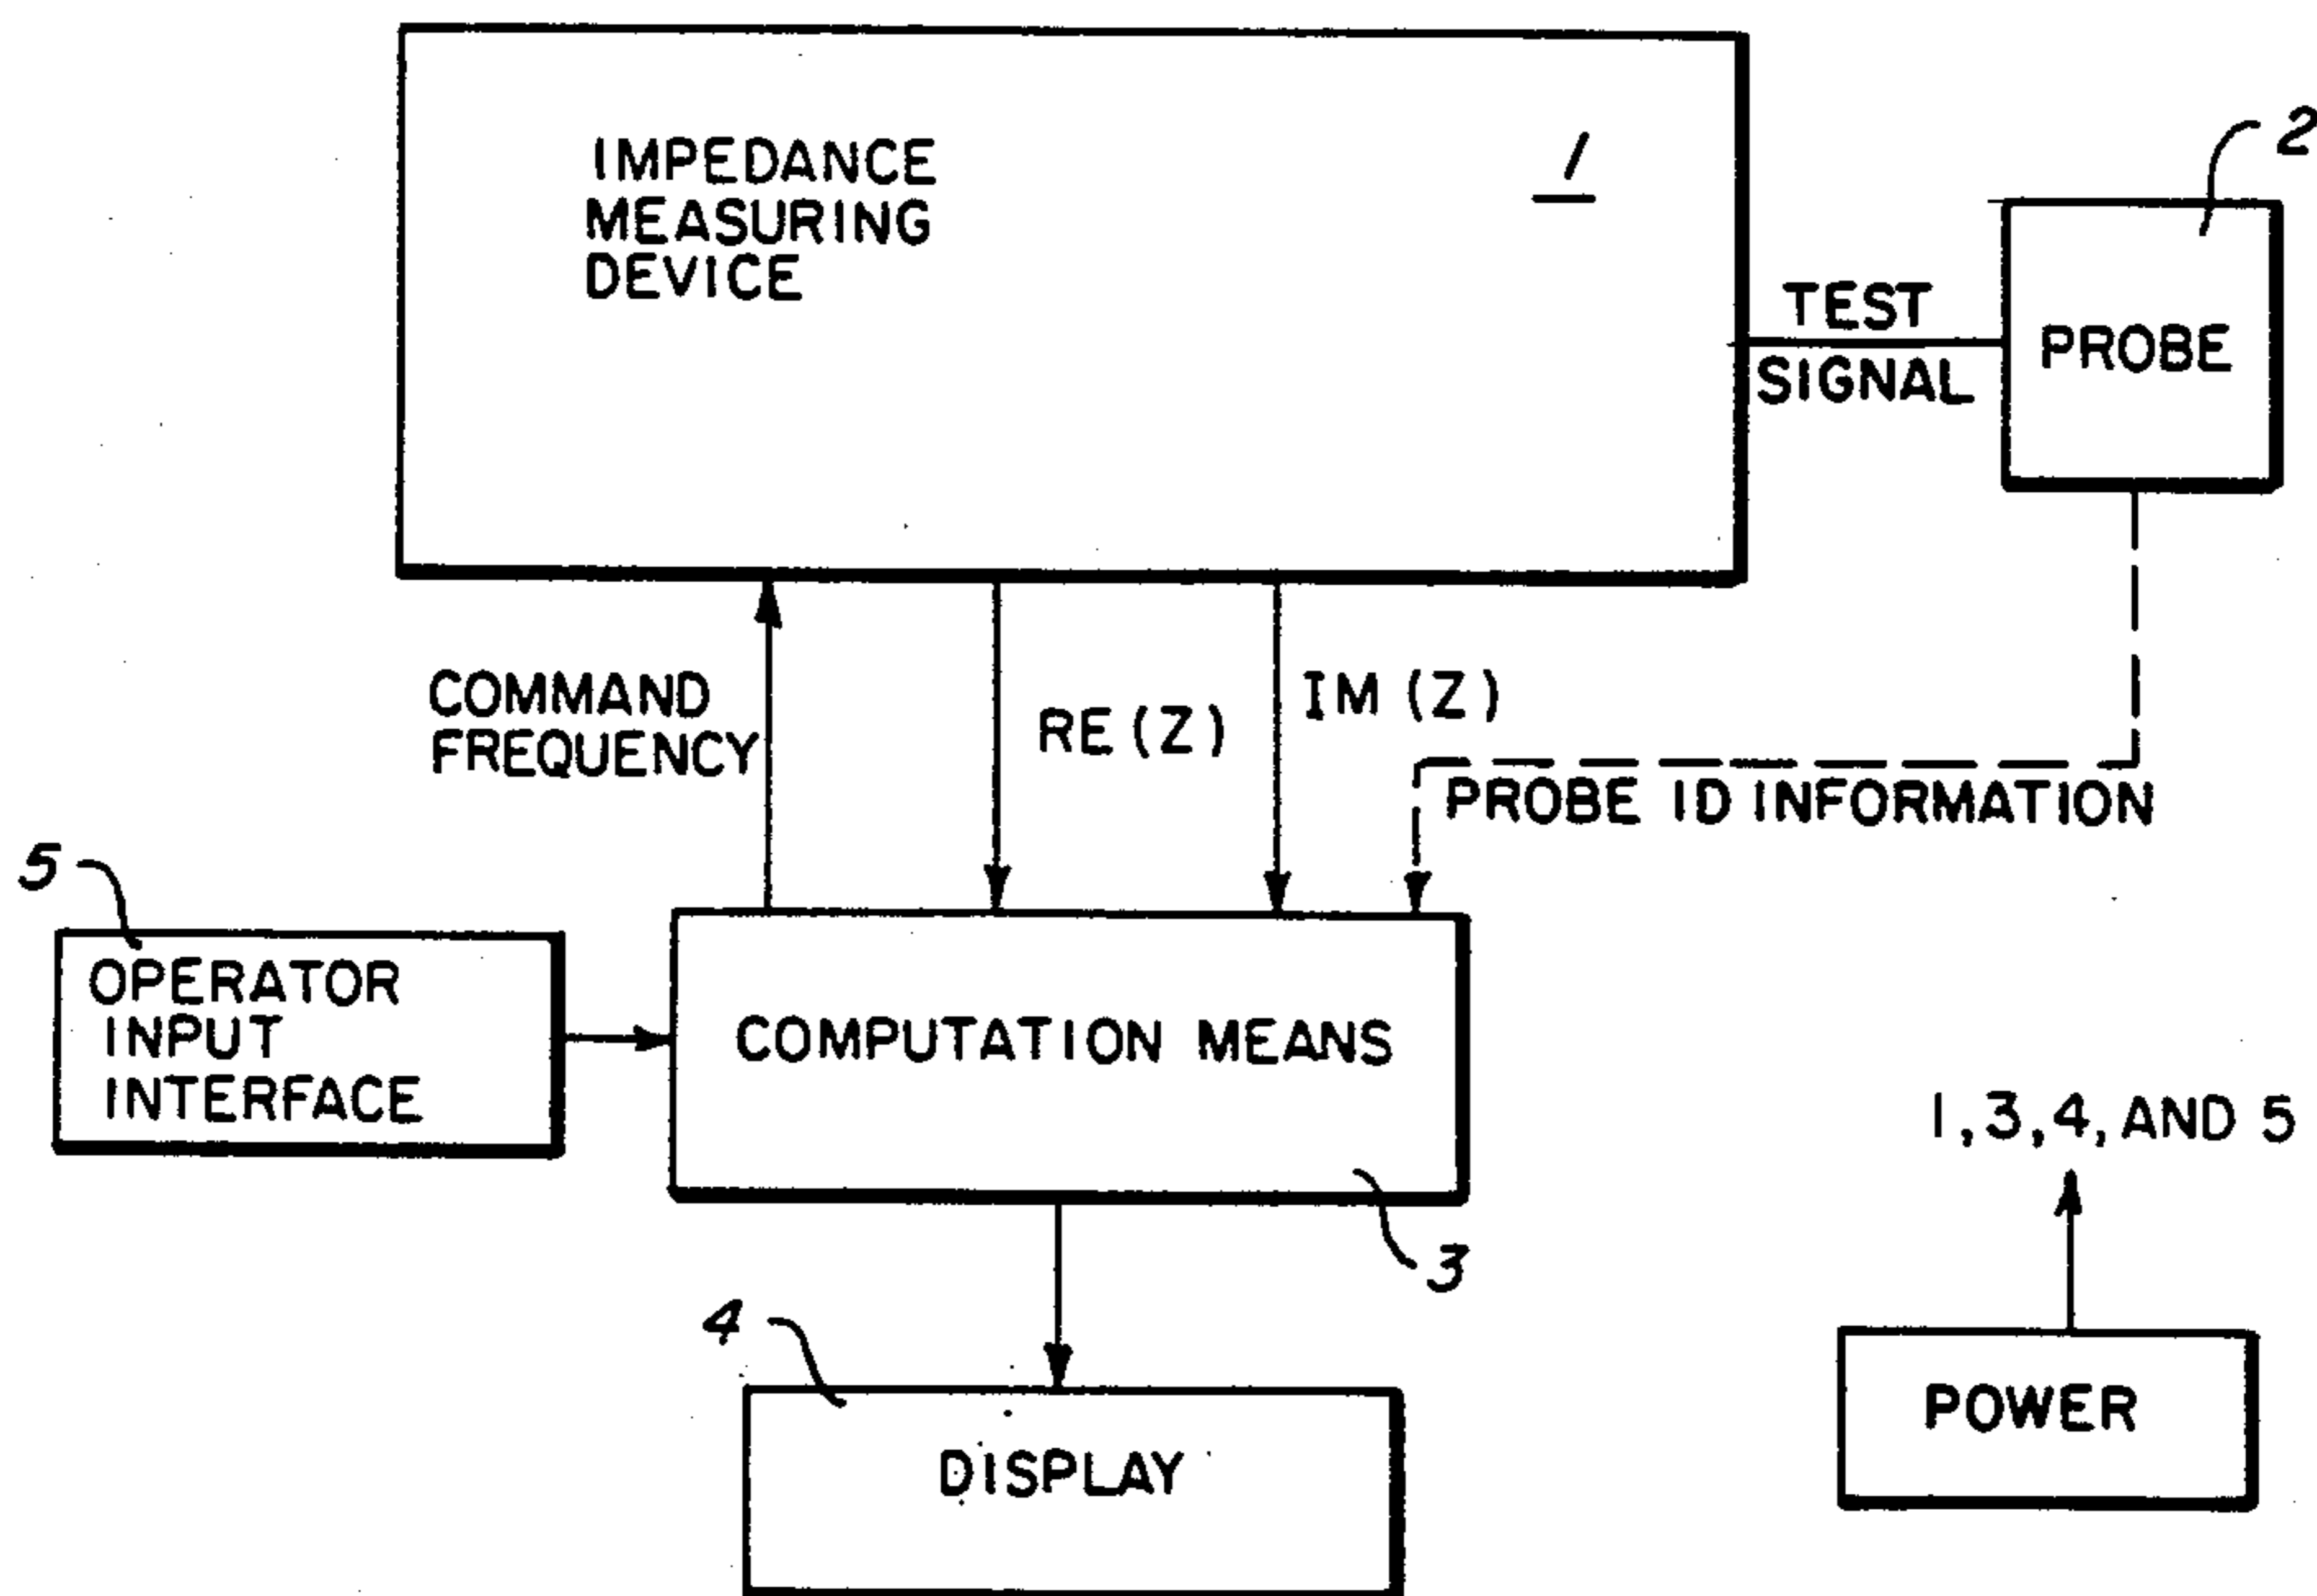 IMPEDANCE
MEASURING
DEVICE
1
2
TEST
SIGNAL
PROBE
COMMAND
FREQUENCY
RE (Z)
IM (Z)
PROBE ID INFORMATION
5
OPERATOR
INPUT
INTERFACE
COMPUTATION MEANS
3
1,3,4, AND 5
4
DISPLAY
POWER